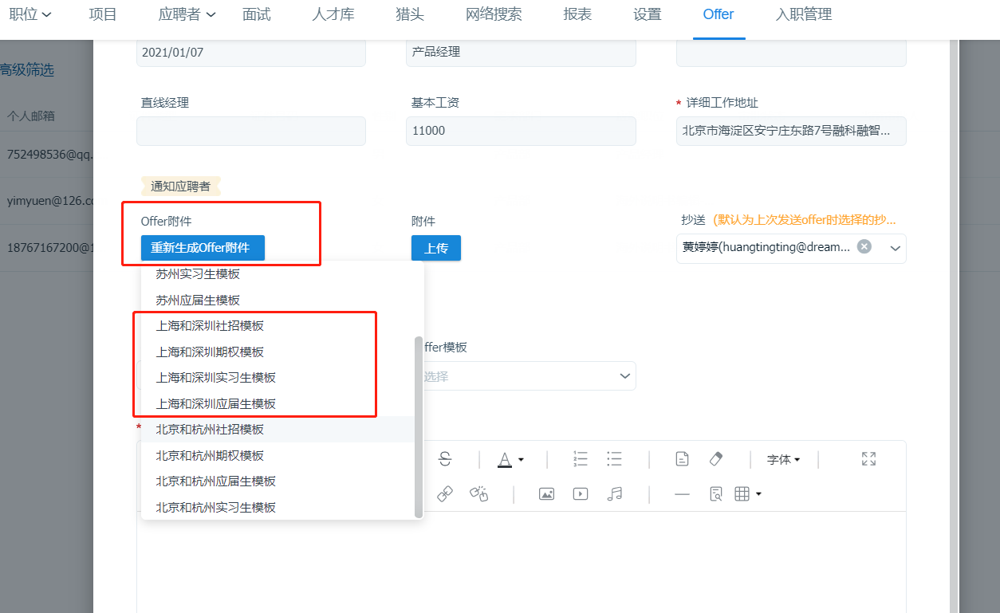 职位 项目 应聘者 面试 人才库 猎头 网络搜索 报表 设置 Offer 入职管理
2021/01/07 产品经理
高级筛选
直线经理 基本工资 * 详细工作地址
个人邮箱
11000 北京市海淀区安宁庄东路7号融科融智...
752498536@qq.
通知应聘者
yimyuen@126.co
Offer附件 附件 抄送 (默认为上次发送offer时选择的抄...
18767167200@1 重新生成Offer附件 上传 黄婷婷(huangtingting@dream...
苏州实习生模板
苏州应届生模板
上海和深圳社招模板
ffer模板
上海和深圳期权模板
上海和深圳实习生模板 选择
上海和深圳应届生模板
* 北京和杭州社招模板
北京和杭州期权模板 A 字体
北京和杭州应届生模板
北京和杭州实习生模板